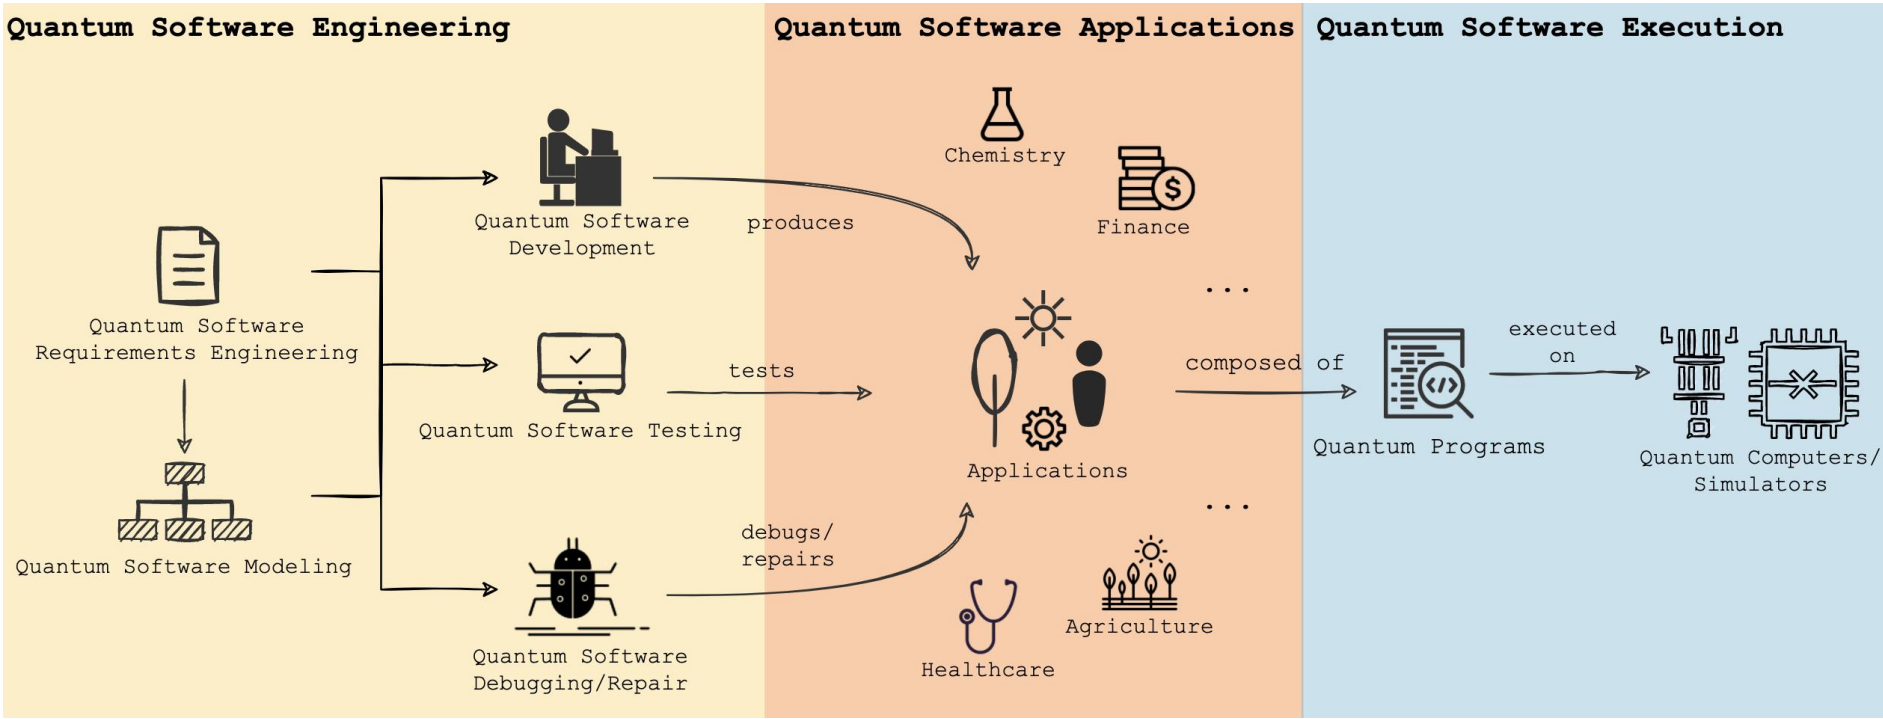 Quantum Software Engineering
Quantum Software Applications
Quantum Software Execution
Quantum Software
Requirements Engineering
Quantum Software Modeling
Quantum Software
Development
Quantum Software Testing
Quantum Software
Debugging/Repair
produces
tests
debugs/
repairs
Chemistry
Finance
...
Applications
...
Agriculture
Healthcare
composed of
Quantum Programs
executed
on
Quantum Computers/
Simulators